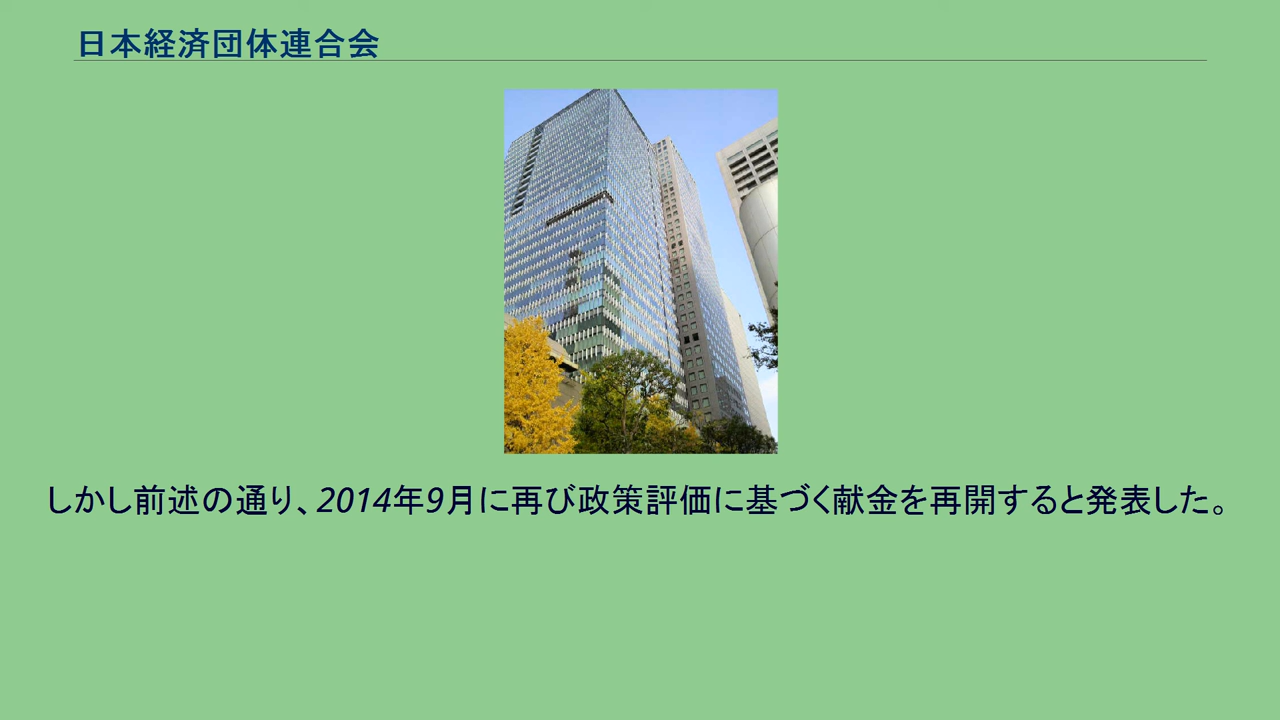 日本経済団体連合会
しかし前述の通り、2014年9月に再び政策評価に基づく献金を再開すると発表した。